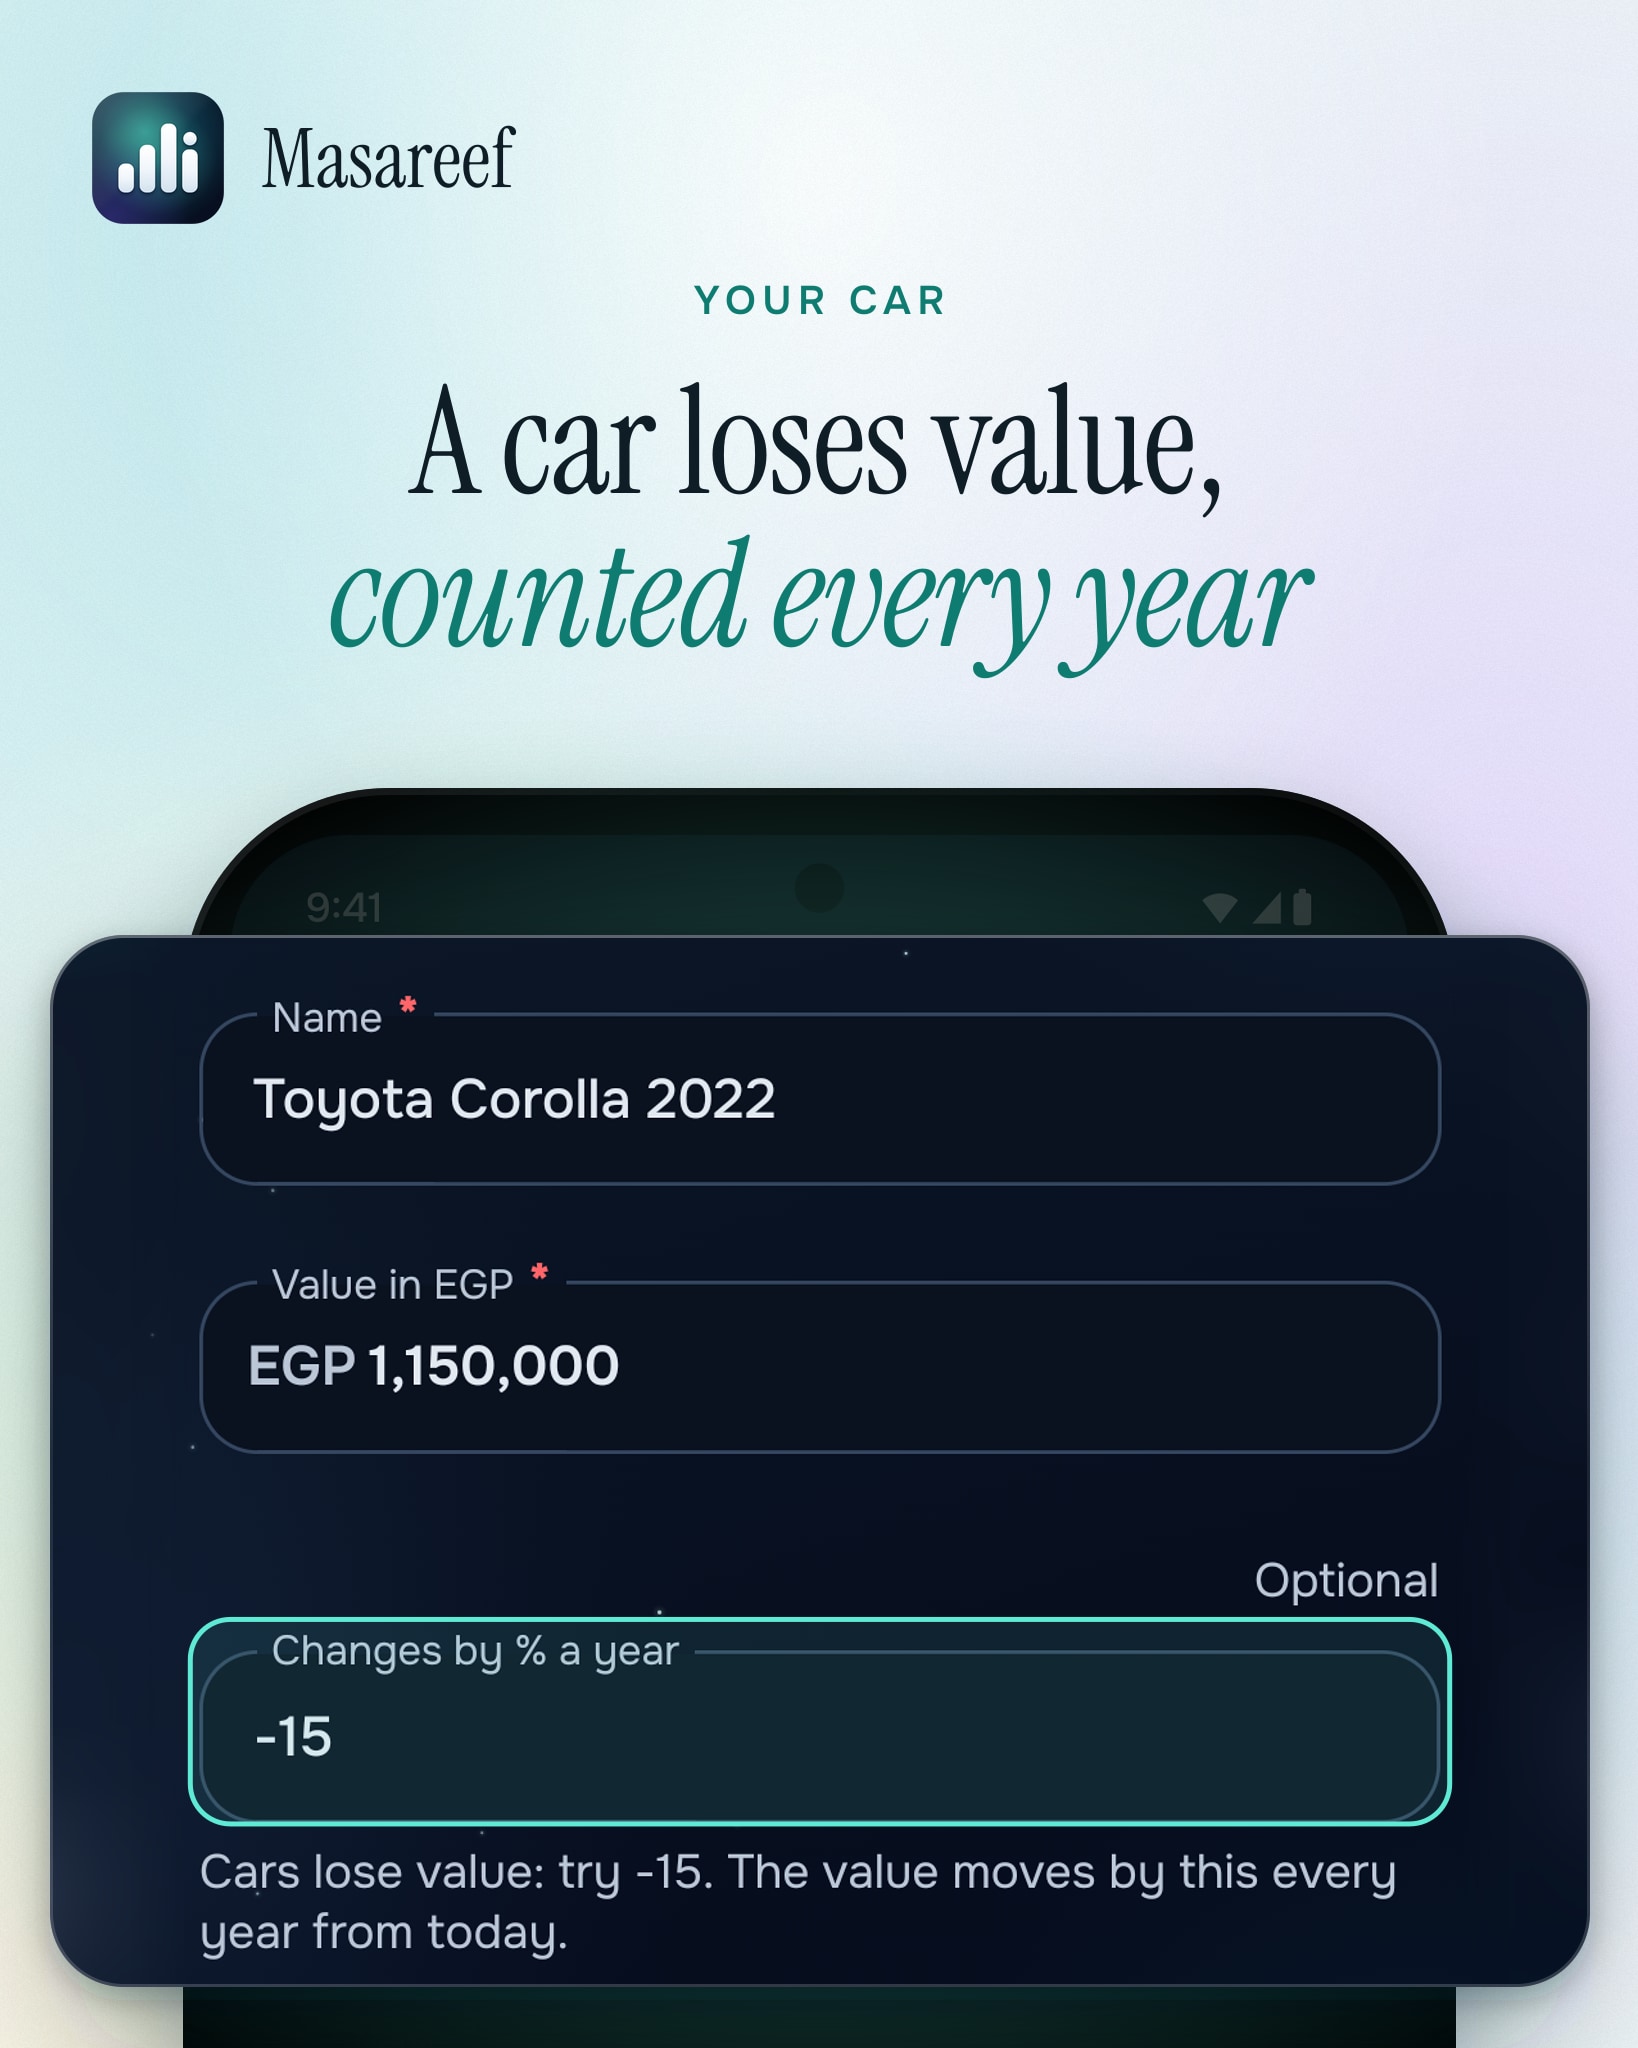 Masareef
YOUR CAR
A car loses value,
counted every year
9:41
Name *
Toyota Corolla 2022
Value in EGP *
EGP 1,150,000
Optional
Changes by % a year
-15
Cars lose value: try -15. The value moves by this every
year from today.